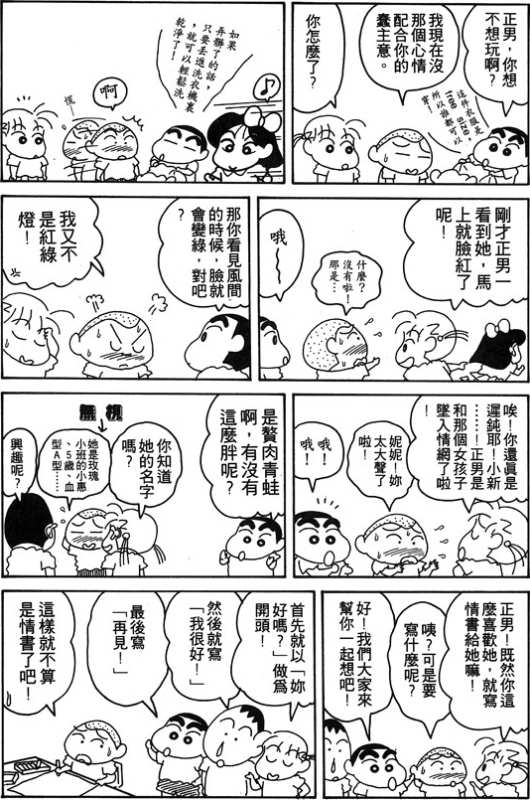 正男，你想
不想玩啊？
我現在沒
那個心情
配合你的
蠢主意。
這件衣服是
所以誰都可以
穿！
你怎麼了？
如果
弄髒了的話，
只要丟進洗衣機裏
，就可以輕鬆洗
乾淨了！
啊
慌
剛才正男一
看到她，馬
上就臉紅了
呢！
什麼？
沒有啦！
那是…
哦—
那你看見風間
的時候，臉就
會變綠，對吧
？
我又不
是紅綠
燈！
唉！你還真是
遲鈍耶！小新
……！正男是
和那個女孩子
墜入情網了啦
！
妮妮！妳
太大聲了
啦！
哦！
哦！
是贅肉青蛙
啊，有沒有
這麼胖呢？
你知道
她的名字
嗎？
無視
她是玫瑰
小班的小惠
、5歲、血
型A型……
興趣呢？
正男！既然你這
麼喜歡她，就寫
情書給她嘛！
咦？可是要
寫什麼呢？
好！我們大家來
幫你一起想吧！
首先就以「妳
好嗎？」做為
開頭！
然後就寫
「我很好！」
最後寫
「再見！」
這樣就不算
是情書了吧！